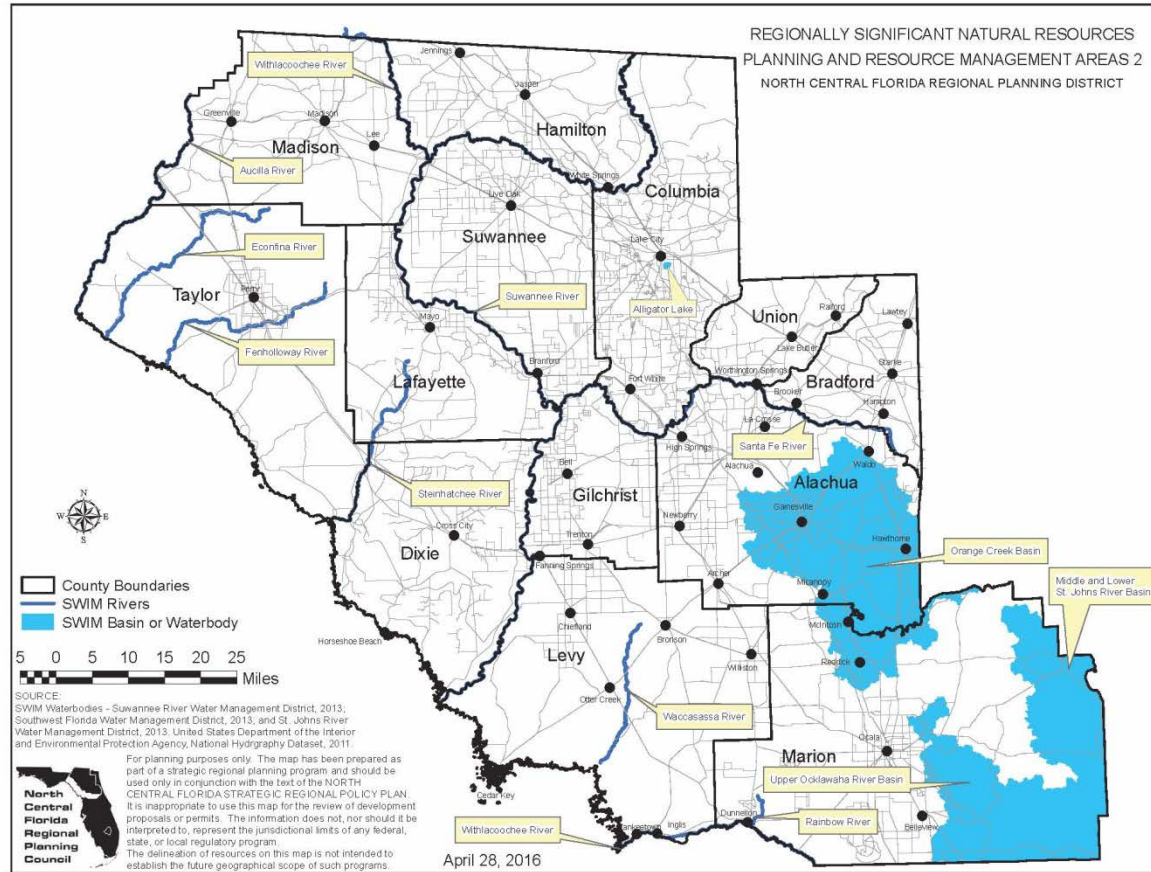 REGIONALLY SIGNIFICANT NATURAL RESOURCES
PLANNING AND RESOURCE MANAGEMENT AREAS 2
NORTH CENTRAL FLORIDA REGIONAL PLANNING DISTRICT
Withlacoochee River
Jennings
Jasper
Hamilton
Greenville
Madison
Lee
Madison
Aucilla River
White Springs
Columbia
Live Oak
Suwannee
Econfina River
Lake City
Taylor
Perry
Suwannee River
Alligator Lake
Mayo
Fenholloway River
Union
Raiford
Lawtey
Lake Butler
Starke
Branford
Lafayette
Fort White
Worthington Springs
Bradford
Brooker
Hampton
La Crosse
Santa Fe River
High Springs
Waldo
Alachua
Alachua
Bell
Gilchrist
Steinhatchee River
Gainesville
Newberry
Cross City
Dixie
Trenton
Hawthorne
Orange Creek Basin
Fanning Springs
Archer
Micanopy
Middle and Lower
St. Johns River Basin
N
W
E
S
County Boundaries
SWIM Rivers
SWIM Basin or Waterbody
Horseshoe Beach
Chiefland
McIntosh
Levy
Bronson
Reddick
Williston
Otter Creek
Waccasassa River
5 0 5 10 15 20 25
Miles
Marion
Ocala
Upper Ocklawaha River Basin
Cedar Key
Dunnellon
Rainbow River
Belleview
Withlacoochee River
Yankeetown
Inglis
SOURCE:
SWIM Waterbodies - Suwannee River Water Management District, 2013;
Southwest Florida Water Management District, 2013; and St. Johns River
Water Management District, 2013. United States Department of the Interior
and Environmental Protection Agency, National Hydrgraphy Dataset, 2011.
For planning purposes only. The map has been prepared as
part of a strategic regional planning program and should be
used only in conjunction with the text of the NORTH
CENTRAL FLORIDA STRATEGIC REGIONAL POLICY PLAN.
It is inappropriate to use this map for the review of development
proposals or permits. The information does not, nor should it be
interpreted to, represent the jurisdictional limits of any federal,
state, or local regulatory program.
The delineation of resources on this map is not intended to
establish the future geographical scope of such programs.
North
Central
Florida
Regional
Planning
Council
April 28, 2016